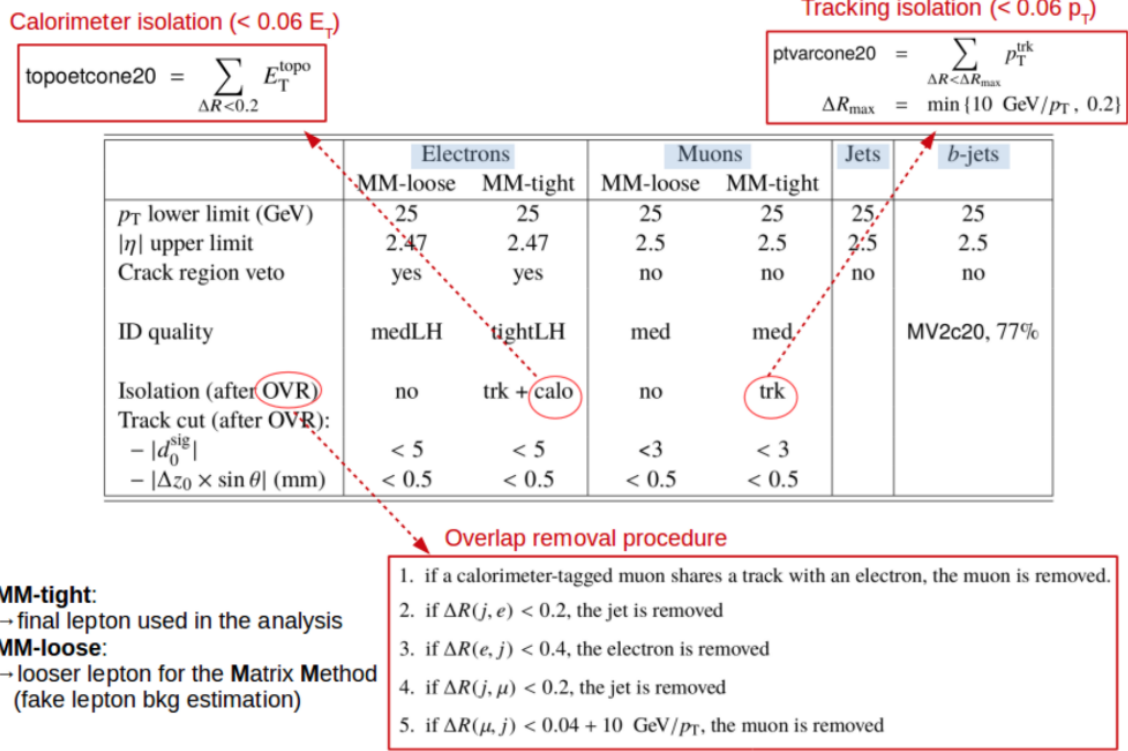 Calorimeter isolation (< 0.06 E_T)
Tracking isolation (< 0.06 p_T)
topoetcone20 = ∑_{ΔR<0.2} E_T^{topo}
ptvarcone20 = ∑_{ΔR<ΔR_max} p_T^{trk}
ΔR_max = min {10 GeV/p_T , 0.2}
Electrons Muons Jets b-jets
MM-loose MM-tight MM-loose MM-tight
p_T lower limit (GeV) 25 25 25 25 25 25
|η| upper limit 2.47 2.47 2.5 2.5 2.5 2.5
Crack region veto yes yes no no no no
ID quality medLH tightLH med med MV2c20, 77%
Isolation (after OVR) no trk + calo no trk
Track cut (after OVR):
− |d_0^{sig}| < 5 < 5 <3 < 3
− |Δz_0 × sin θ| (mm) < 0.5 < 0.5 < 0.5 < 0.5
Overlap removal procedure
1. if a calorimeter-tagged muon shares a track with an electron, the muon is removed.
2. if ΔR(j, e) < 0.2, the jet is removed
3. if ΔR(e, j) < 0.4, the electron is removed
4. if ΔR(j, μ) < 0.2, the jet is removed
5. if ΔR(μ, j) < 0.04 + 10 GeV/p_T, the muon is removed
MM-tight:
→final lepton used in the analysis
MM-loose:
→looser lepton for the Matrix Method
(fake lepton bkg estimation)